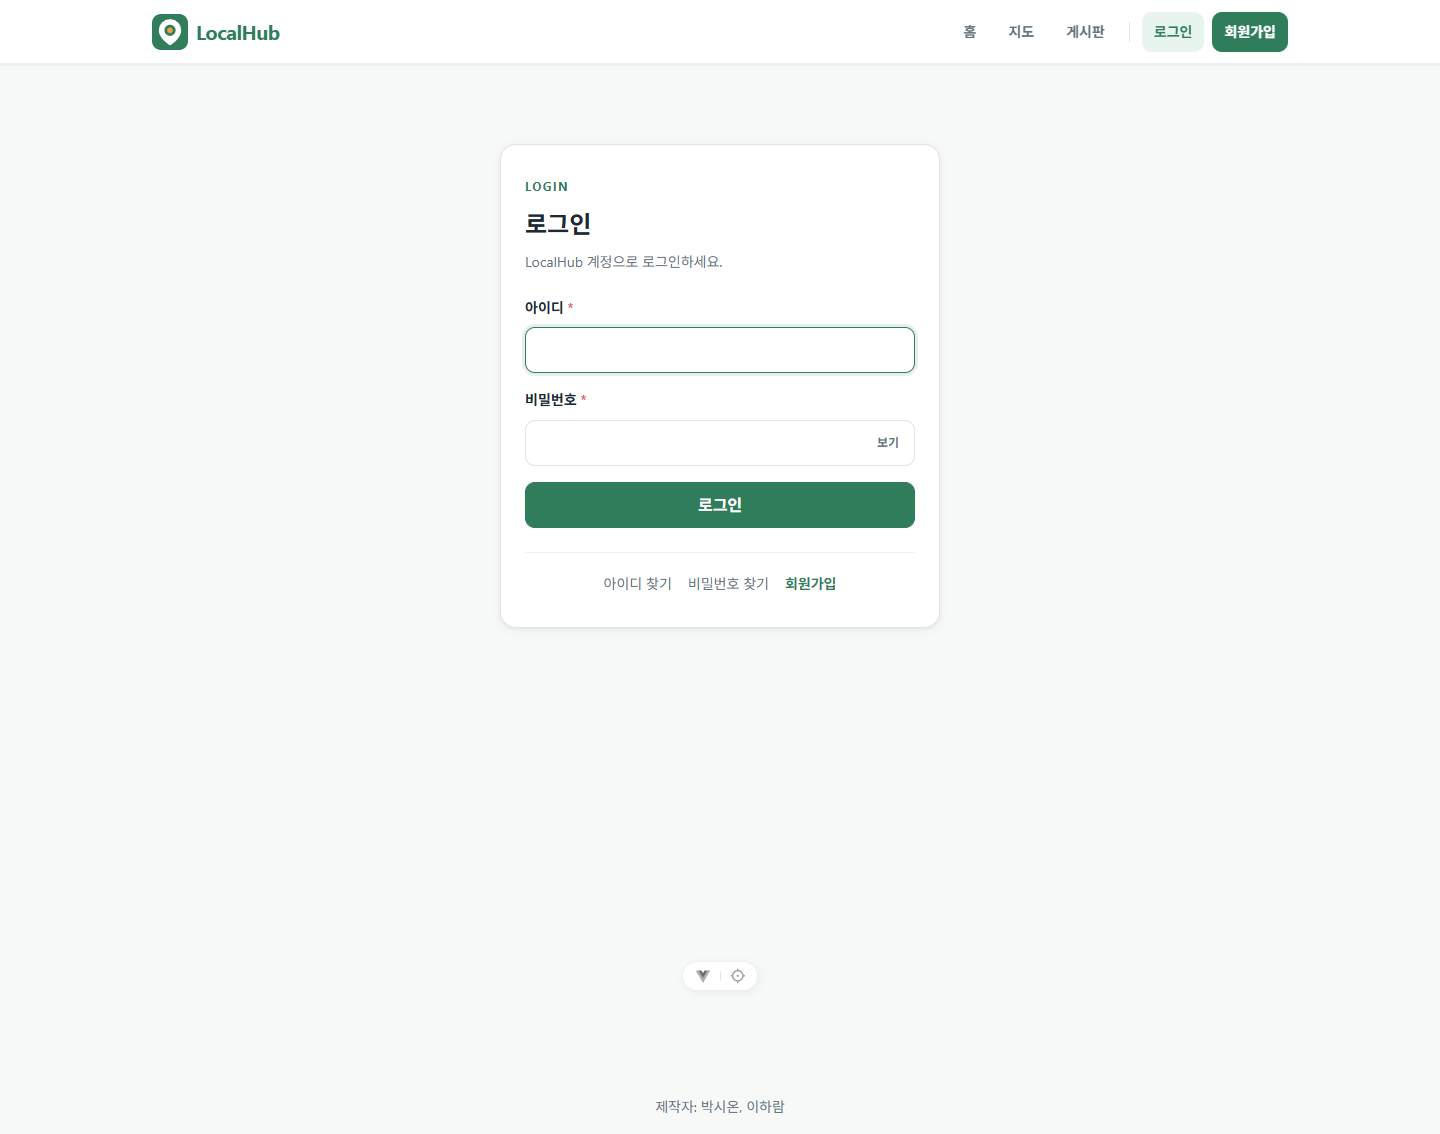 LocalHub
홈 지도 게시판 로그인 회원가입
LOGIN
로그인
LocalHub 계정으로 로그인하세요.
아이디 *
비밀번호 *
보기
로그인
아이디 찾기 비밀번호 찾기 회원가입
제작자: 박시온, 이하람